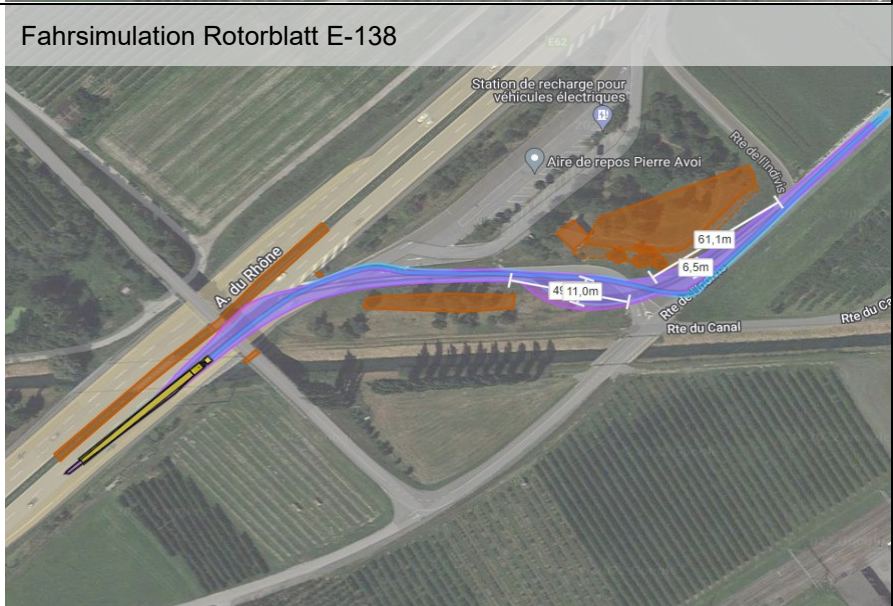 Fahrsimulation Rotorblatt E-138
E62
Station de recharge pour
véhicules électriques
Aire de repos Pierre Avoi
Rte de l'Indivis
61,1m
A. du Rhône
6,5m
11,0m
Rte du Canal
Rte du